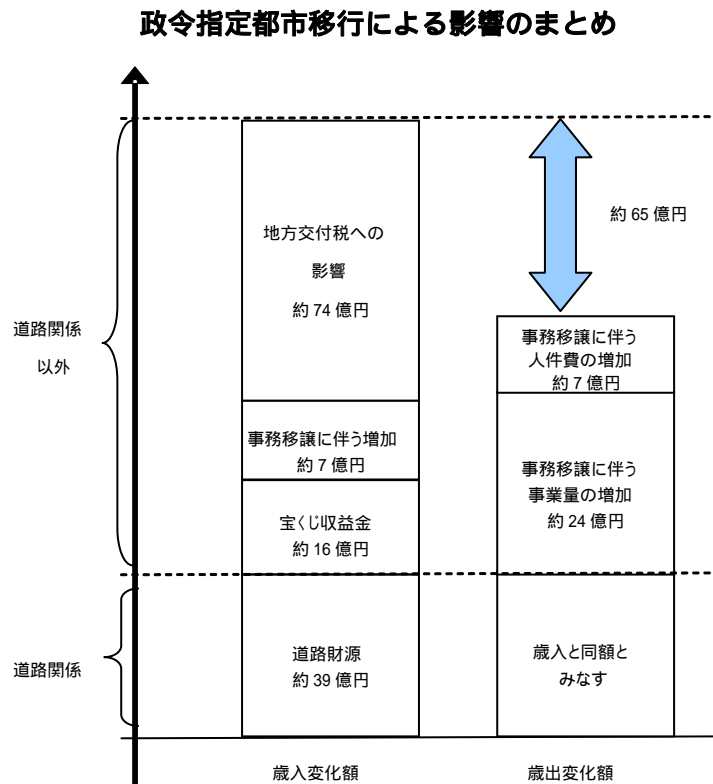 政令指定都市移行による影響のまとめ
地方交付税への
影響
約 74 億円
約 65 億円
道路関係
以外
事務移譲に伴う
人件費の増加
約 7 億円
事務移譲に伴う増加
約 7 億円
事務移譲に伴う
事業量の増加
約 24 億円
宝くじ収益金
約 16 億円
道路関係
道路財源
約 39 億円
歳入と同額と
みなす
歳入変化額
歳出変化額